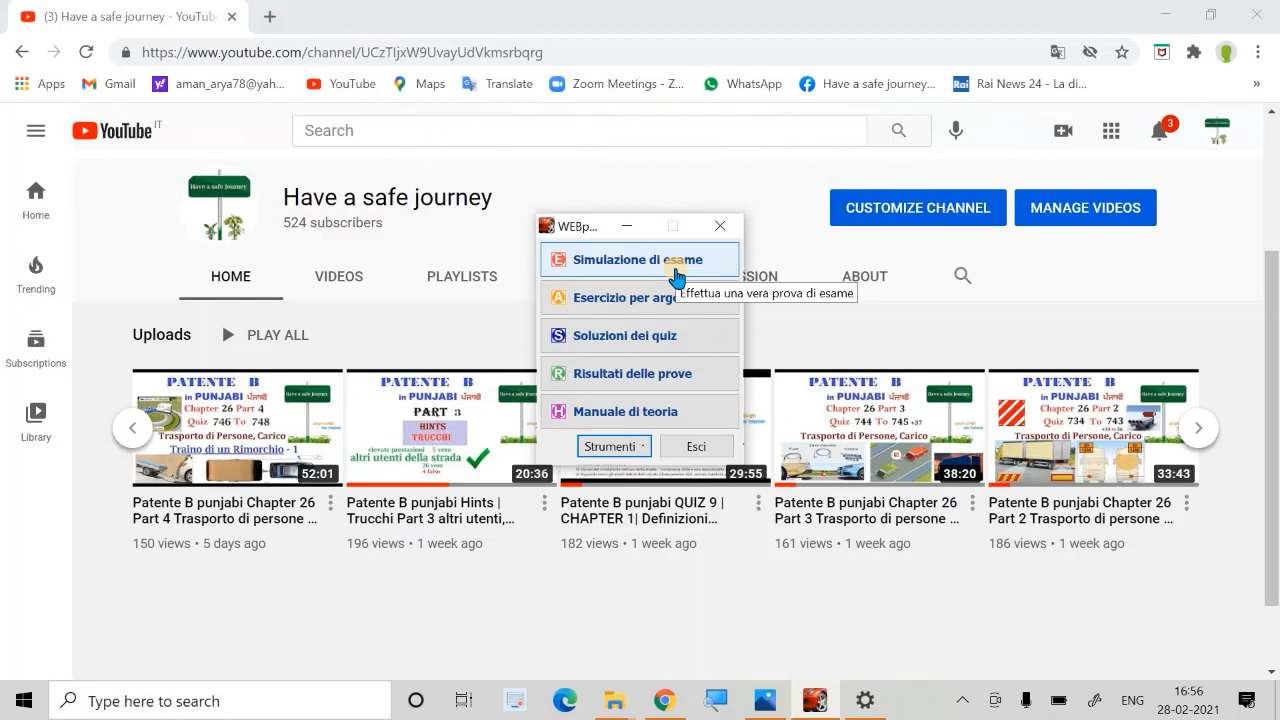 (3) Have a safe journey - YouTub
https://www.youtube.com/channel/UCzTIjxW9UvayUdVkmsrbqrg
Apps
Gmail
aman_arya78@yah...
YouTube
Maps
Translate
Zoom Meetings - Z...
WhatsApp
Have a safe journey...
Rai
Rai News 24 - La di...
»
YouTube IT
Search
3
Home
Trending
Subscriptions
Library
Have a safe journey
Have a safe journey
524 subscribers
CUSTOMIZE CHANNEL
MANAGE VIDEOS
HOME
VIDEOS
PLAYLISTS
SSION
ABOUT
WEBp...
E Simulazione di esame
Effettua una vera prova di esame
A Esercizio per arg
S Soluzioni dei quiz
R Risultati delle prove
H Manuale di teoria
Strumenti
Esci
Uploads
PLAY ALL
PATENTE B
in PUNJABI ਪੰਜਾਬੀ
Chapter 26 Part 4
Quiz 746 To 748
Trasporto di Persone, Carico
Traino di un Rimorchio - 1
52:01
Patente B punjabi Chapter 26
Part 4 Trasporto di persone ...
150 views • 5 days ago
PATENTE B
in PUNJABI ਪੰਜਾਬੀ
PART 3
HINTS
TRUCCHI
elevate prestazioni 5 vero
altri utenti della strada
26 vero
4 falso
20:36
Patente B punjabi Hints |
Trucchi Part 3 altri utenti,...
196 views • 1 week ago
29:55
Patente B punjabi QUIZ 9 |
CHAPTER 1| Definizioni...
182 views • 1 week ago
PATENTE B
in PUNJABI ਪੰਜਾਬੀ
Chapter 26 Part 3
Quiz 744 To 745 +37
Trasporto di Persone, Carico
38:20
Patente B punjabi Chapter 26
Part 3 Trasporto di persone ...
161 views • 1 week ago
PATENTE B
in PUNJABI ਪੰਜਾਬੀ
Chapter 26 Part 2
Quiz 734 To 743
Trasporto di Persone, Carico
33:43
Patente B punjabi Chapter 26
Part 2 Trasporto di persone ...
186 views • 1 week ago
Type here to search
ENG
16:56
28-02-2021